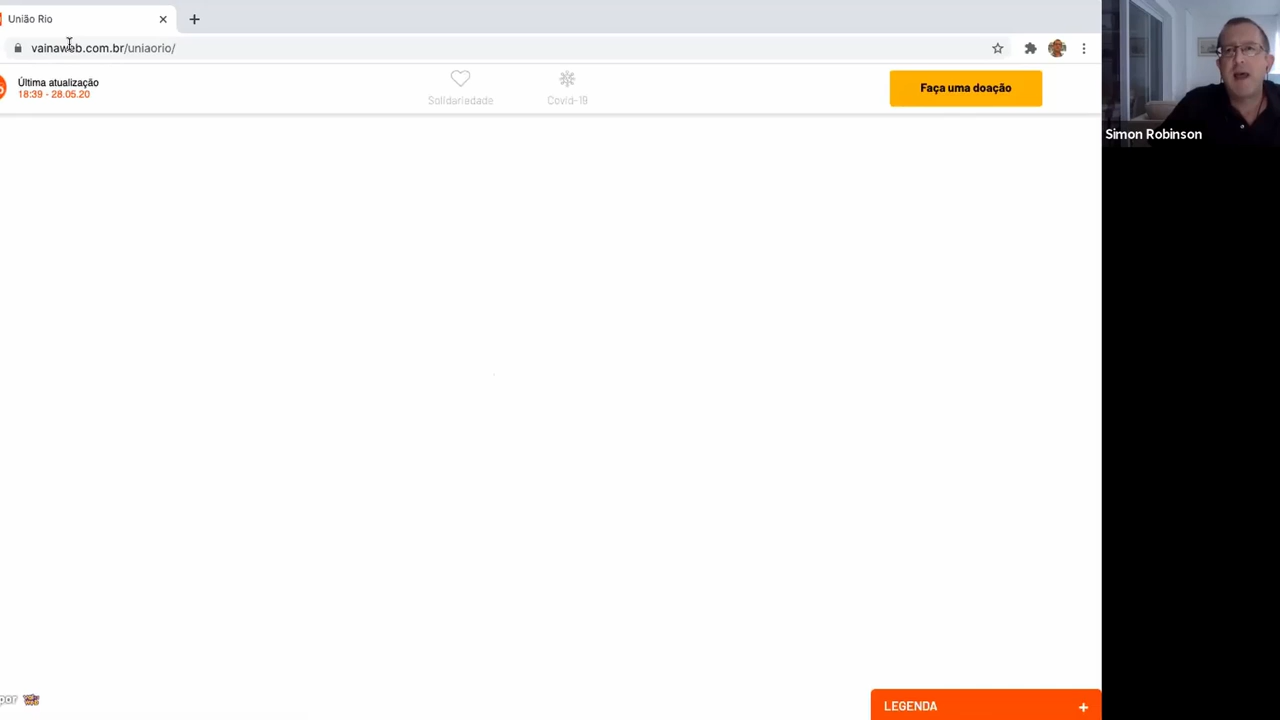 União Rio
vainaweb.com.br/uniaorio/
Última atualização
18:39 - 28.05.20
Solidariedade
Covid-19
Faça uma doação
Simon Robinson
por
LEGENDA +